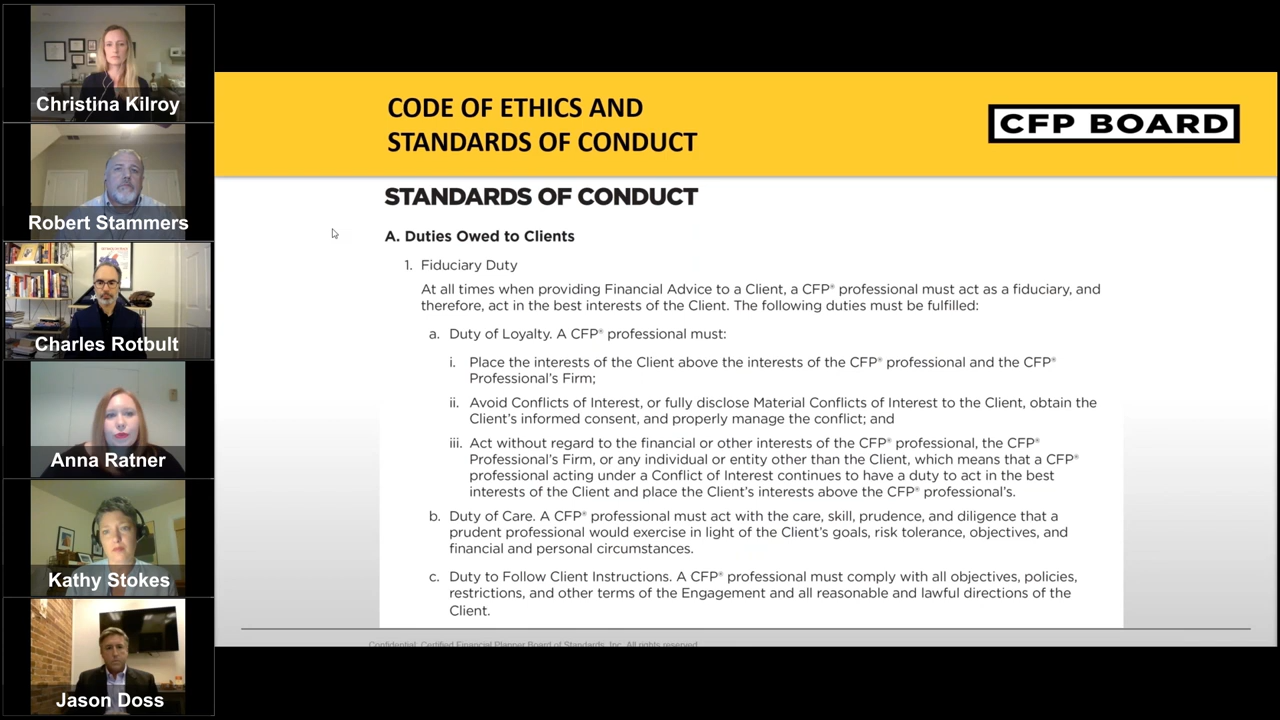 Christina Kilroy
Robert Stammers
Charles Rotbult
Anna Ratner
Kathy Stokes
Jason Doss
CODE OF ETHICS AND
STANDARDS OF CONDUCT
CFP BOARD
STANDARDS OF CONDUCT
A. Duties Owed to Clients
1. Fiduciary Duty
At all times when providing Financial Advice to a Client, a CFP® professional must act as a fiduciary, and
therefore, act in the best interests of the Client. The following duties must be fulfilled:
a. Duty of Loyalty. A CFP® professional must:
i. Place the interests of the Client above the interests of the CFP® professional and the CFP®
Professional's Firm;
ii. Avoid Conflicts of Interest, or fully disclose Material Conflicts of Interest to the Client, obtain the
Client's informed consent, and properly manage the conflict; and
iii. Act without regard to the financial or other interests of the CFP® professional, the CFP®
Professional's Firm, or any individual or entity other than the Client, which means that a CFP®
professional acting under a Conflict of Interest continues to have a duty to act in the best
interests of the Client and place the Client's interests above the CFP® professional's.
b. Duty of Care. A CFP® professional must act with the care, skill, prudence, and diligence that a
prudent professional would exercise in light of the Client's goals, risk tolerance, objectives, and
financial and personal circumstances.
c. Duty to Follow Client Instructions. A CFP® professional must comply with all objectives, policies,
restrictions, and other terms of the Engagement and all reasonable and lawful directions of the
Client.
Confidential: Certified Financial Planner Board of Standards, Inc. All rights reserved